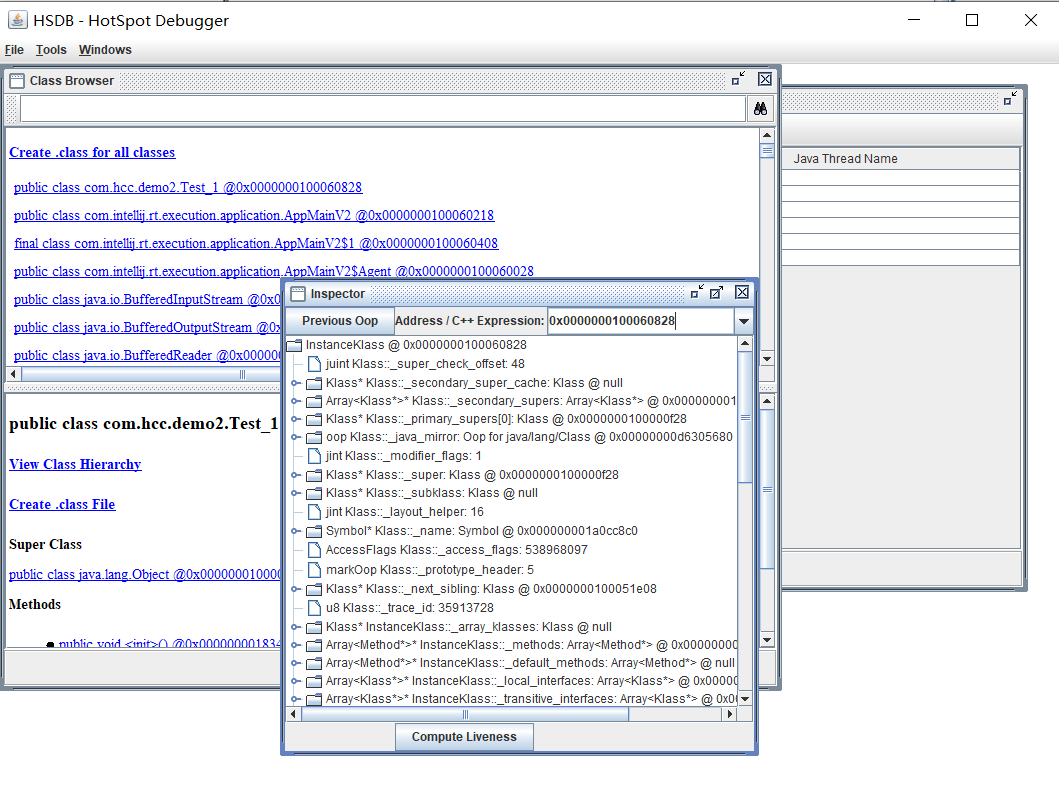 HSDB - HotSpot Debugger
File Tools Windows
Class Browser
Create .class for all classes
public class com.hcc.demo2.Test_1 @0x0000000100060828
public class com.intellij.rt.execution.application.AppMainV2 @0x0000000100060218
final class com.intellij.rt.execution.application.AppMainV2$1 @0x0000000100060408
public class com.intellij.rt.execution.application.AppMainV2$Agent @0x0000000100060028
public class java.io.BufferedInputStream @0x0
public class java.io.BufferedOutputStream @0x
public class java.io.BufferedReader @0x00000
public class com.hcc.demo2.Test_1
View Class Hierarchy
Create .class File
Super Class
public class java.lang.Object @0x000000010000
Methods
public void <init>() @0x000000001834
Java Thread Name
Inspector
Previous Oop Address / C++ Expression: 0x0000000100060828
InstanceKlass @ 0x0000000100060828
juint Klass::_super_check_offset: 48
Klass* Klass::_secondary_super_cache: Klass @ null
Array<Klass*>* Klass::_secondary_supers: Array<Klass*> @ 0x000000001
Klass* Klass::_primary_supers[0]: Klass @ 0x0000000100000f28
oop Klass::_java_mirror: Oop for java/lang/Class @ 0x00000000d6305680
jint Klass::_modifier_flags: 1
Klass* Klass::_super: Klass @ 0x0000000100000f28
Klass* Klass::_subklass: Klass @ null
jint Klass::_layout_helper: 16
Symbol* Klass::_name: Symbol @ 0x000000001a0cc8c0
AccessFlags Klass::_access_flags: 538968097
markOop Klass::_prototype_header: 5
Klass* Klass::_next_sibling: Klass @ 0x0000000100051e08
u8 Klass::_trace_id: 35913728
Klass* InstanceKlass::_array_klasses: Klass @ null
Array<Method*>* InstanceKlass::_methods: Array<Method*> @ 0x00000000
Array<Method*>* InstanceKlass::_default_methods: Array<Method*> @ null
Array<Klass*>* InstanceKlass::_local_interfaces: Array<Klass*> @ 0x0000
Array<Klass*>* InstanceKlass::_transitive_interfaces: Array<Klass*> @ 0x0
Compute Liveness